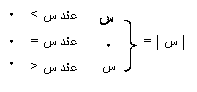 س عند س > ٠
| س | = ٠ عند س = ٠
س عند س < ٠